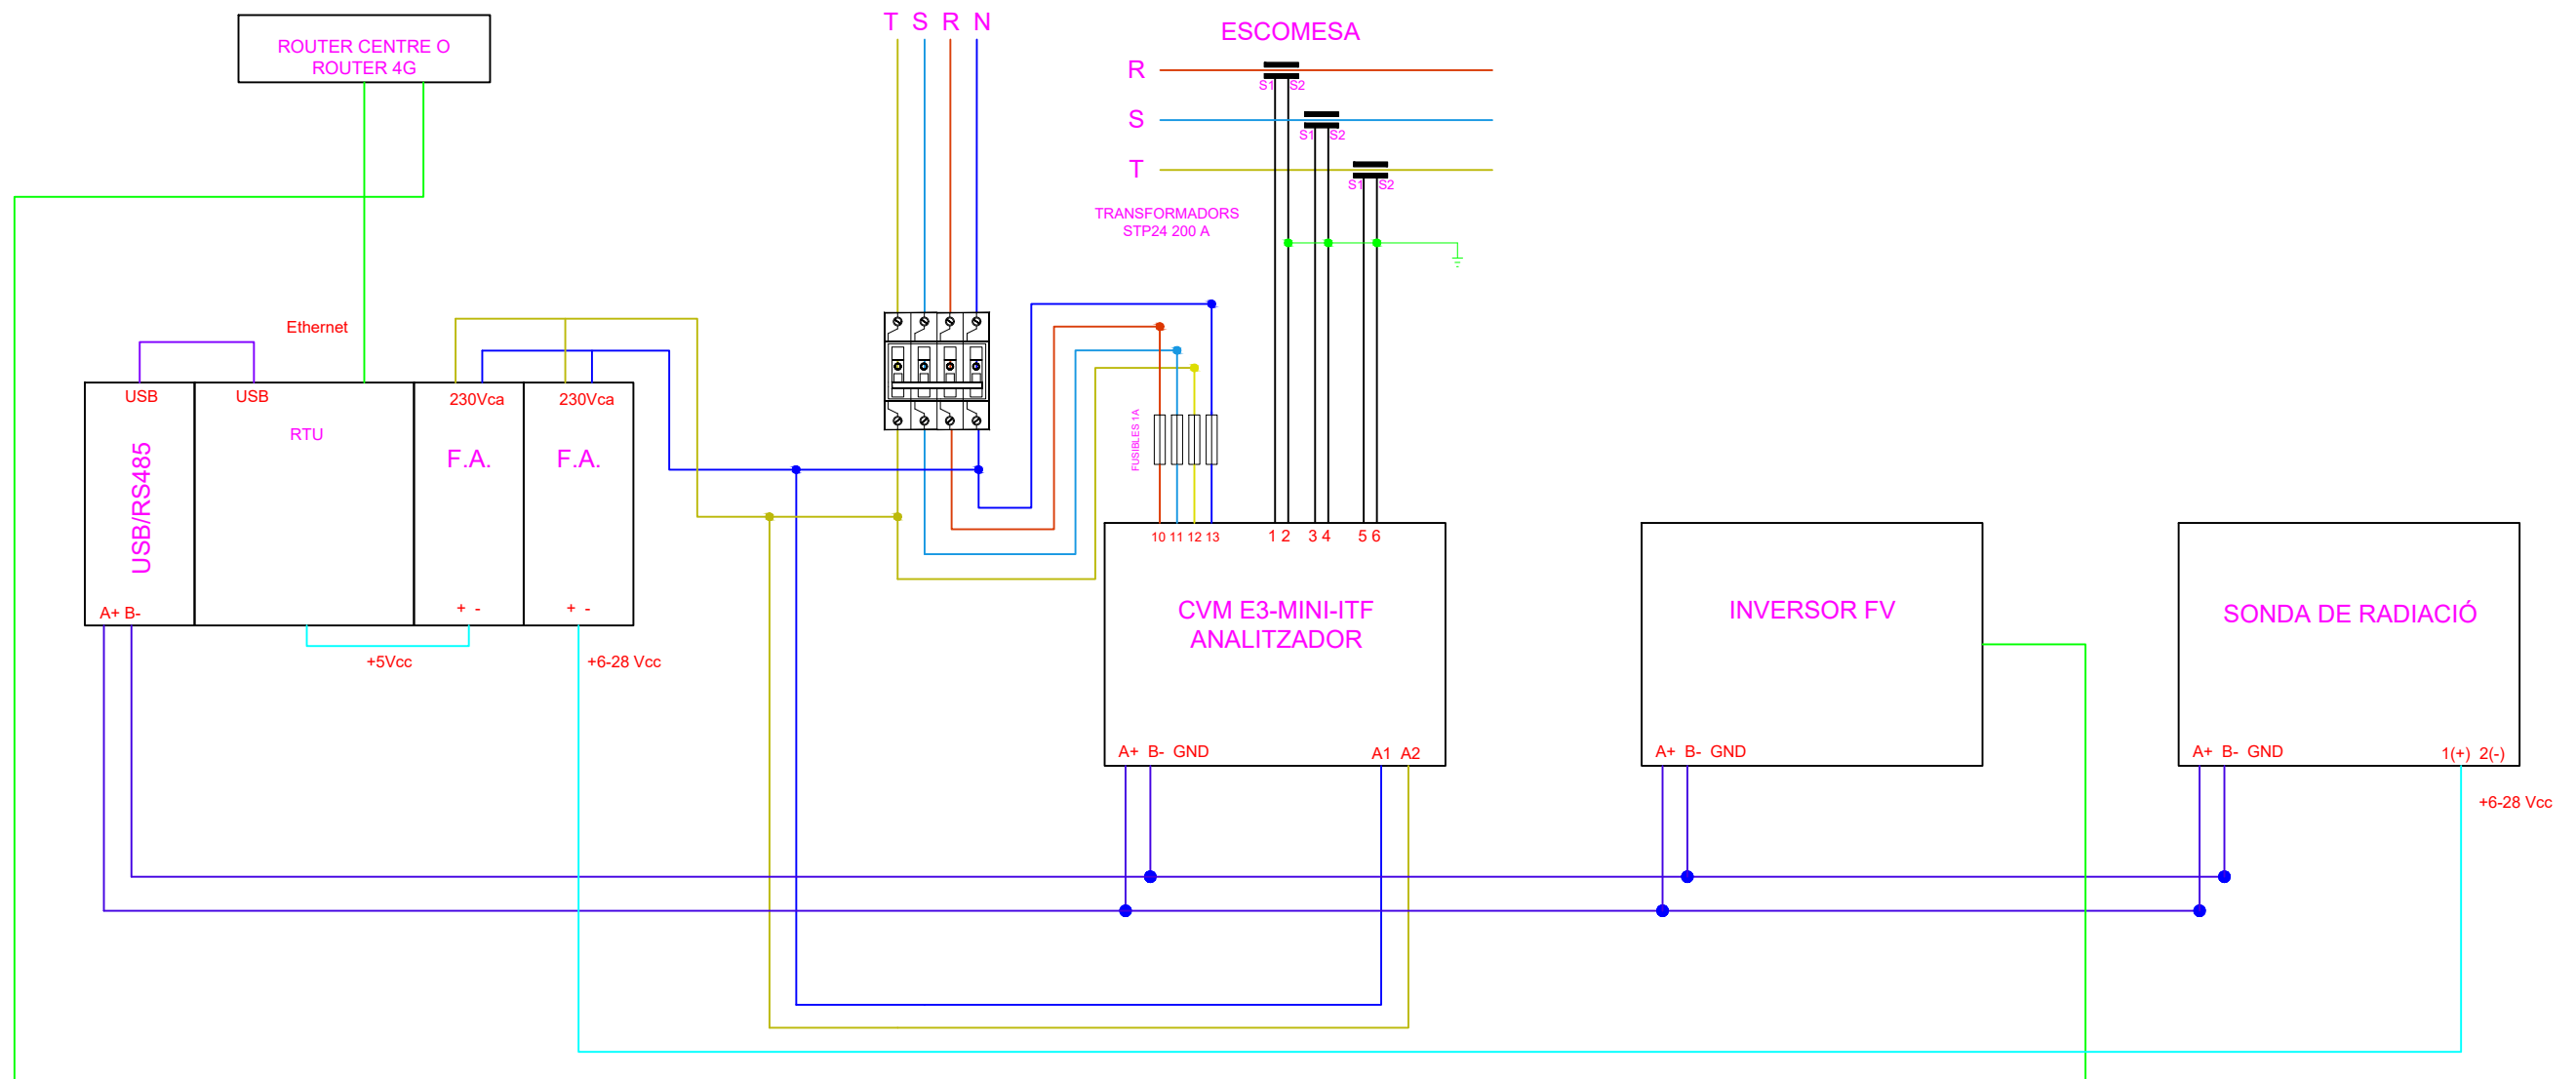 ROUTER CENTRE O
ROUTER 4G
T S R N
ESCOMESA
R
S1 S2
S
S1 S2
T
S1 S2
TRANSFORMADORS
STP24 200 A
Ethernet
USB
USB
230Vca
230Vca
RTU
F.A.
F.A.
USB/RS485
A+ B-
+ -
+ -
+5Vcc
+6-28 Vcc
FUSIBLES 1A
10 11 12 13
1 2
3 4
5 6
CVM E3-MINI-ITF
ANALITZADOR
A+ B- GND
A1 A2
INVERSOR FV
A+ B- GND
SONDA DE RADIACIÓ
A+ B- GND
1(+) 2(-)
+6-28 Vcc